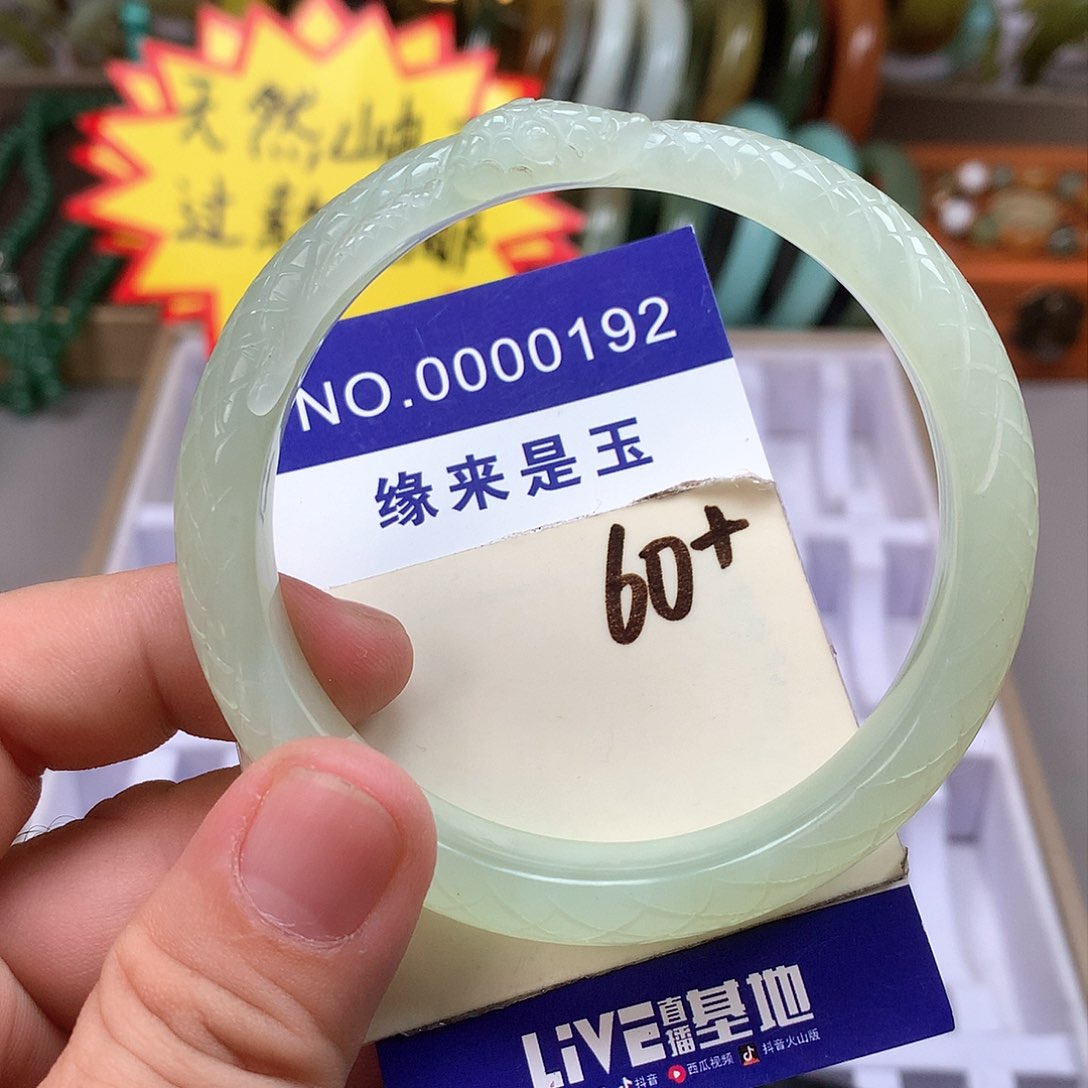 天然岫
过
NO.0000192
缘来是玉
60+
LiVE直播基地
抖音 西瓜视频 抖音火山版